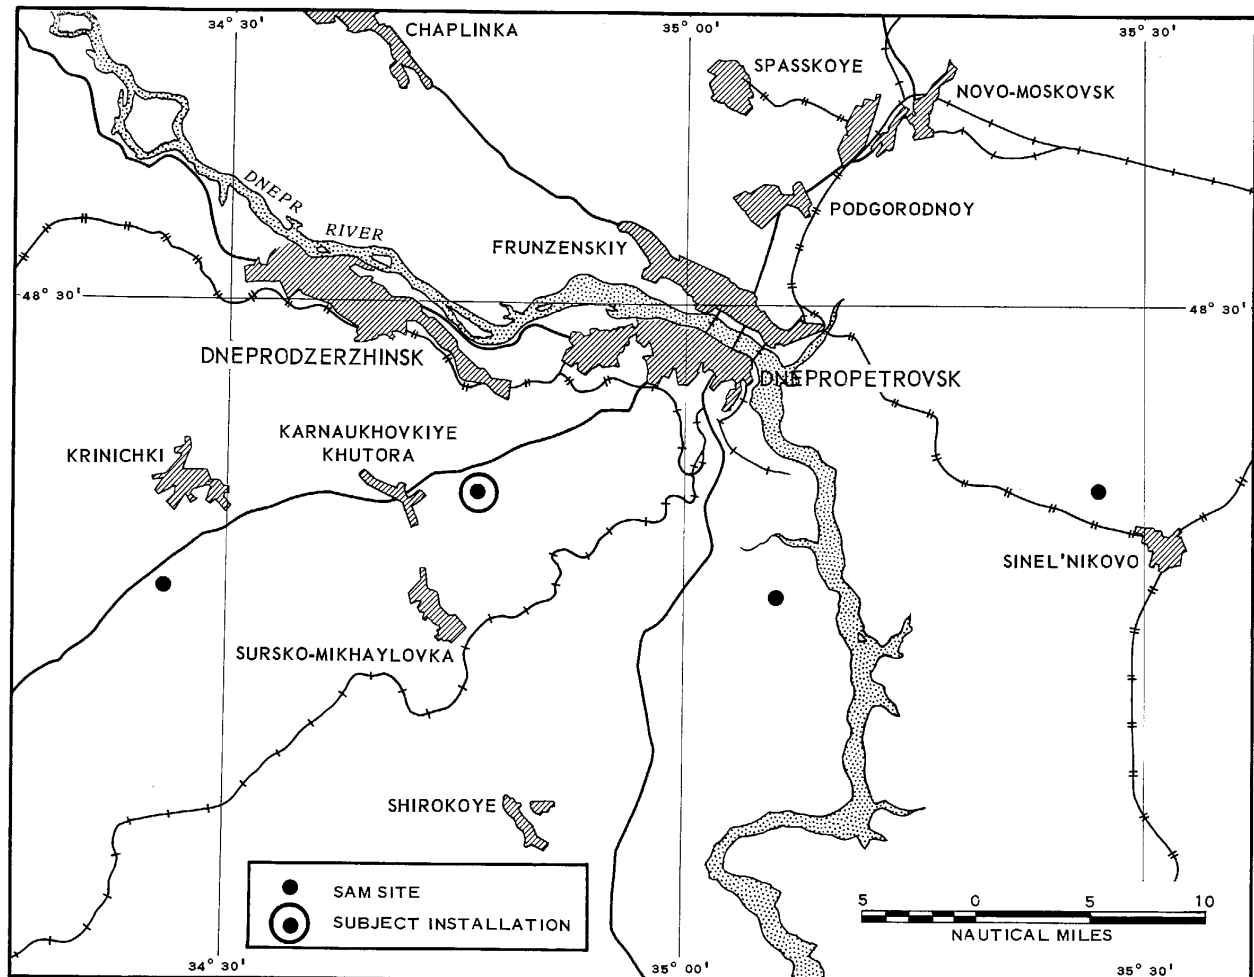 34° 30'
35° 00'
35° 30'
CHAPLINKA
SPASSKOYE
NOVO-MOSKOVSK
DNEPR
RIVER
PODGORODNOY
FRUNZENSKIY
48° 30'
48° 30'
DNEPRODZERZHINSK
DNEPROPETROVSK
KRINICHKI
KARNAUKHOVKIYE
KHUTORA
SINEL'NIKOVO
SURSKO-MIKHAYLOVKA
SHIROKOYE
SAM SITE
SUBJECT INSTALLATION
5 0 5 10
NAUTICAL MILES
34° 30'
35° 00'
35° 30'